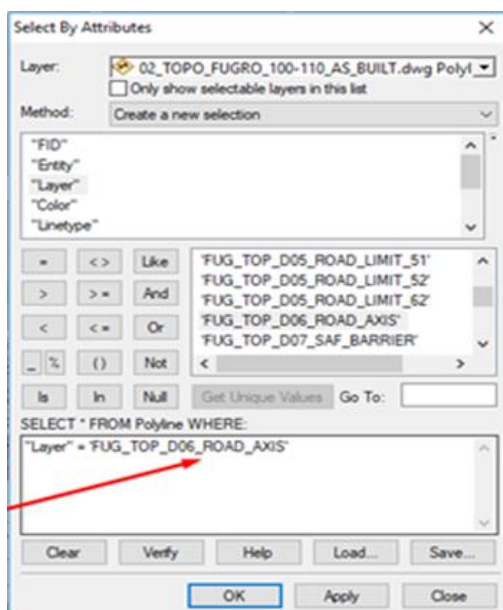 Select By Attributes
Layer: 02_TOPO_FUGRO_100-110_AS_BUILT.dwg Polyl
Only show selectable layers in this list
Method: Create a new selection
"FID"
"Entity"
"Layer"
"Color"
"Linetype"
= < > Like
> > = And
< < = Or
_ % () Not
Is In Null
'FUG_TOP_D05_ROAD_LIMIT_51'
'FUG_TOP_D05_ROAD_LIMIT_52'
'FUG_TOP_D05_ROAD_LIMIT_62'
'FUG_TOP_D06_ROAD_AXIS'
'FUG_TOP_D07_SAF_BARRIER'
Get Unique Values Go To:
SELECT * FROM Polyline WHERE:
"Layer" = 'FUG_TOP_D06_ROAD_AXIS'
Clear Verify Help Load... Save...
OK Apply Close